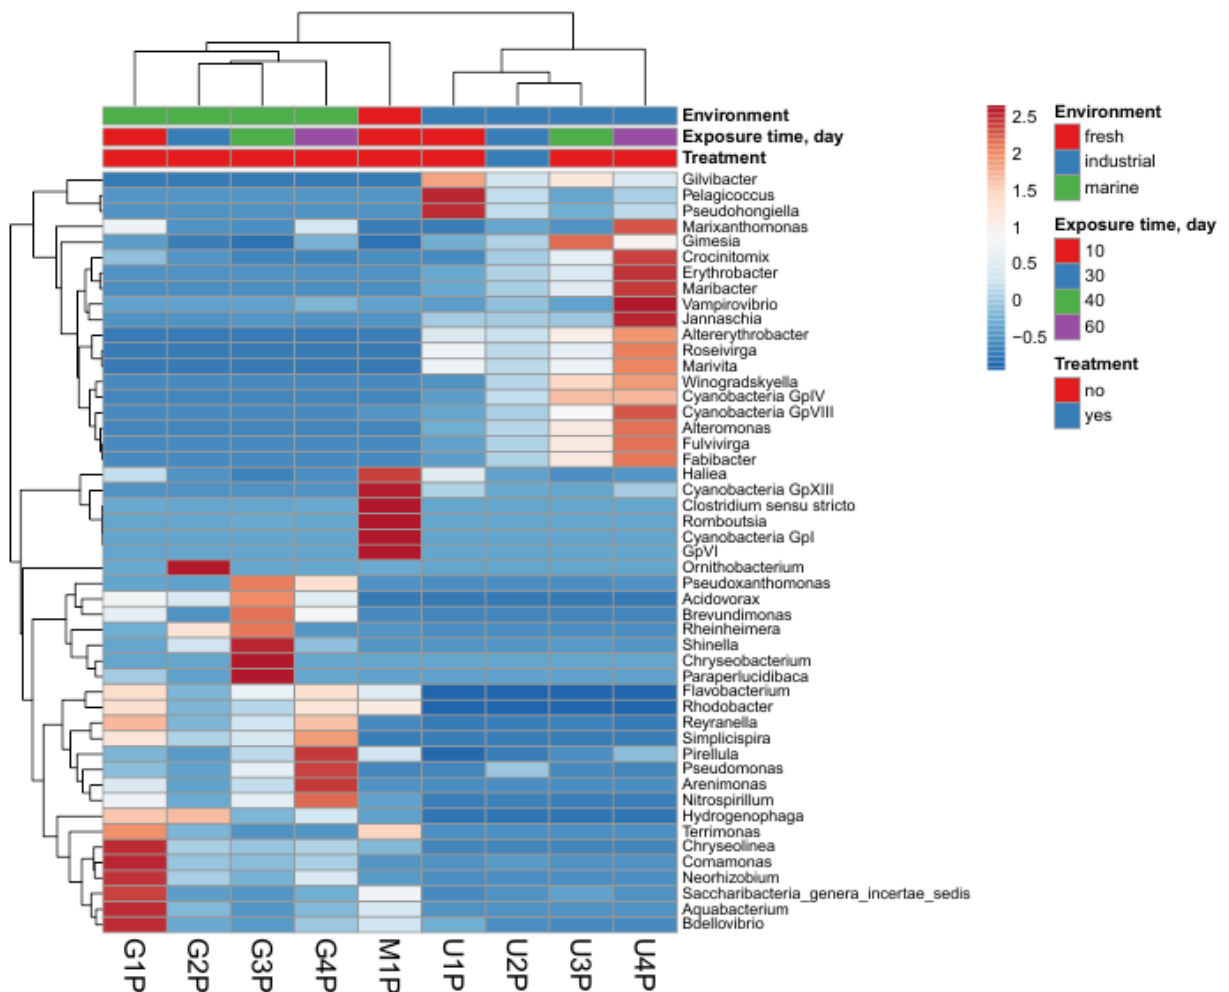 Environment
Exposure time, day
Treatment
Gilvibacter
Pelagicoccus
Pseudohongiella
Marixanthomonas
Gimesia
Crocinitomix
Erythrobacter
Maribacter
Vampirovibrio
Jannaschia
Altererythrobacter
Roseivirga
Marivita
Winogradskyella
Cyanobacteria GpIV
Cyanobacteria GpVIII
Alteromonas
Fulvivirga
Fabibacter
Haliea
Cyanobacteria GpXIII
Clostridium sensu stricto
Romboutsia
Cyanobacteria GpI
GpVI
Ornithobacterium
Pseudoxanthomonas
Acidovorax
Brevundimonas
Rheinheimera
Shinella
Chryseobacterium
Paraperlucidibaca
Flavobacterium
Rhodobacter
Reyranella
Simplicispira
Pirellula
Pseudomonas
Arenimonas
Nitrospirillum
Hydrogenophaga
Terrimonas
Chryseolinea
Comamonas
Neorhizobium
Saccharibacteria_genera_incertae_sedis
Aquabacterium
Bdellovibrio
G1P
G2P
G3P
G4P
M1P
U1P
U2P
U3P
U4P
2.5
2
1.5
1
0.5
0
−0.5
Environment
fresh
industrial
marine
Exposure time, day
10
30
40
60
Treatment
no
yes